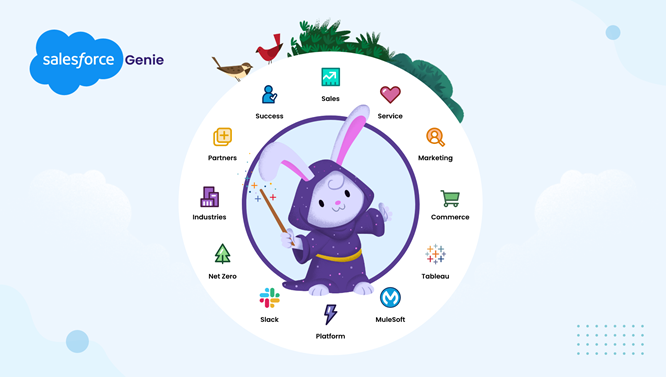 salesforce Genie
Sales
Service
Marketing
Commerce
Tableau
MuleSoft
Platform
Slack
Net Zero
Industries
Partners
Success